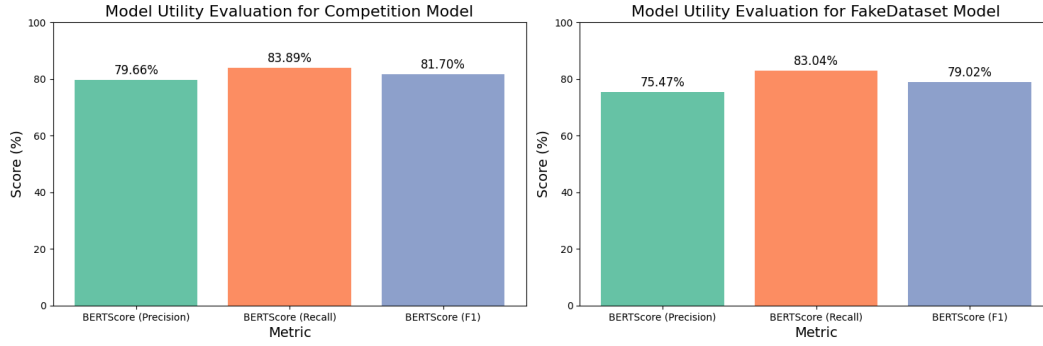 Model Utility Evaluation for Competition Model
100
80
60
40
20
0
Score (%)
79.66%
83.89%
81.70%
BERTScore (Precision)
BERTScore (Recall)
BERTScore (F1)
Metric
Model Utility Evaluation for FakeDataset Model
100
80
60
40
20
0
Score (%)
75.47%
83.04%
79.02%
BERTScore (Precision)
BERTScore (Recall)
BERTScore (F1)
Metric